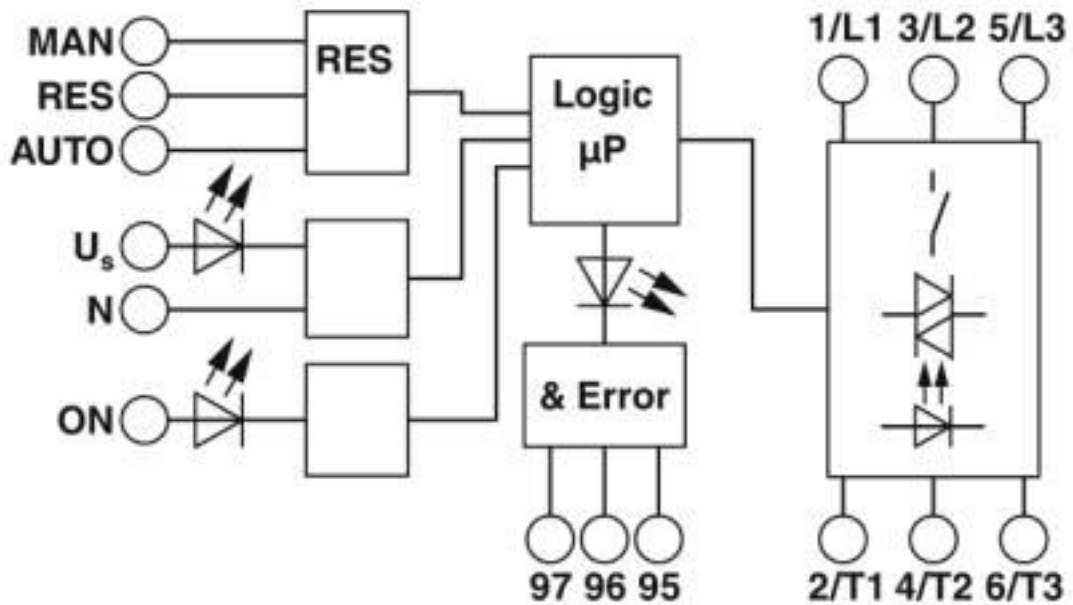 MAN
RES
AUTO
U_s
N
ON
RES
Logic
µP
& Error
97 96 95
1/L1 3/L2 5/L3
2/T1 4/T2 6/T3